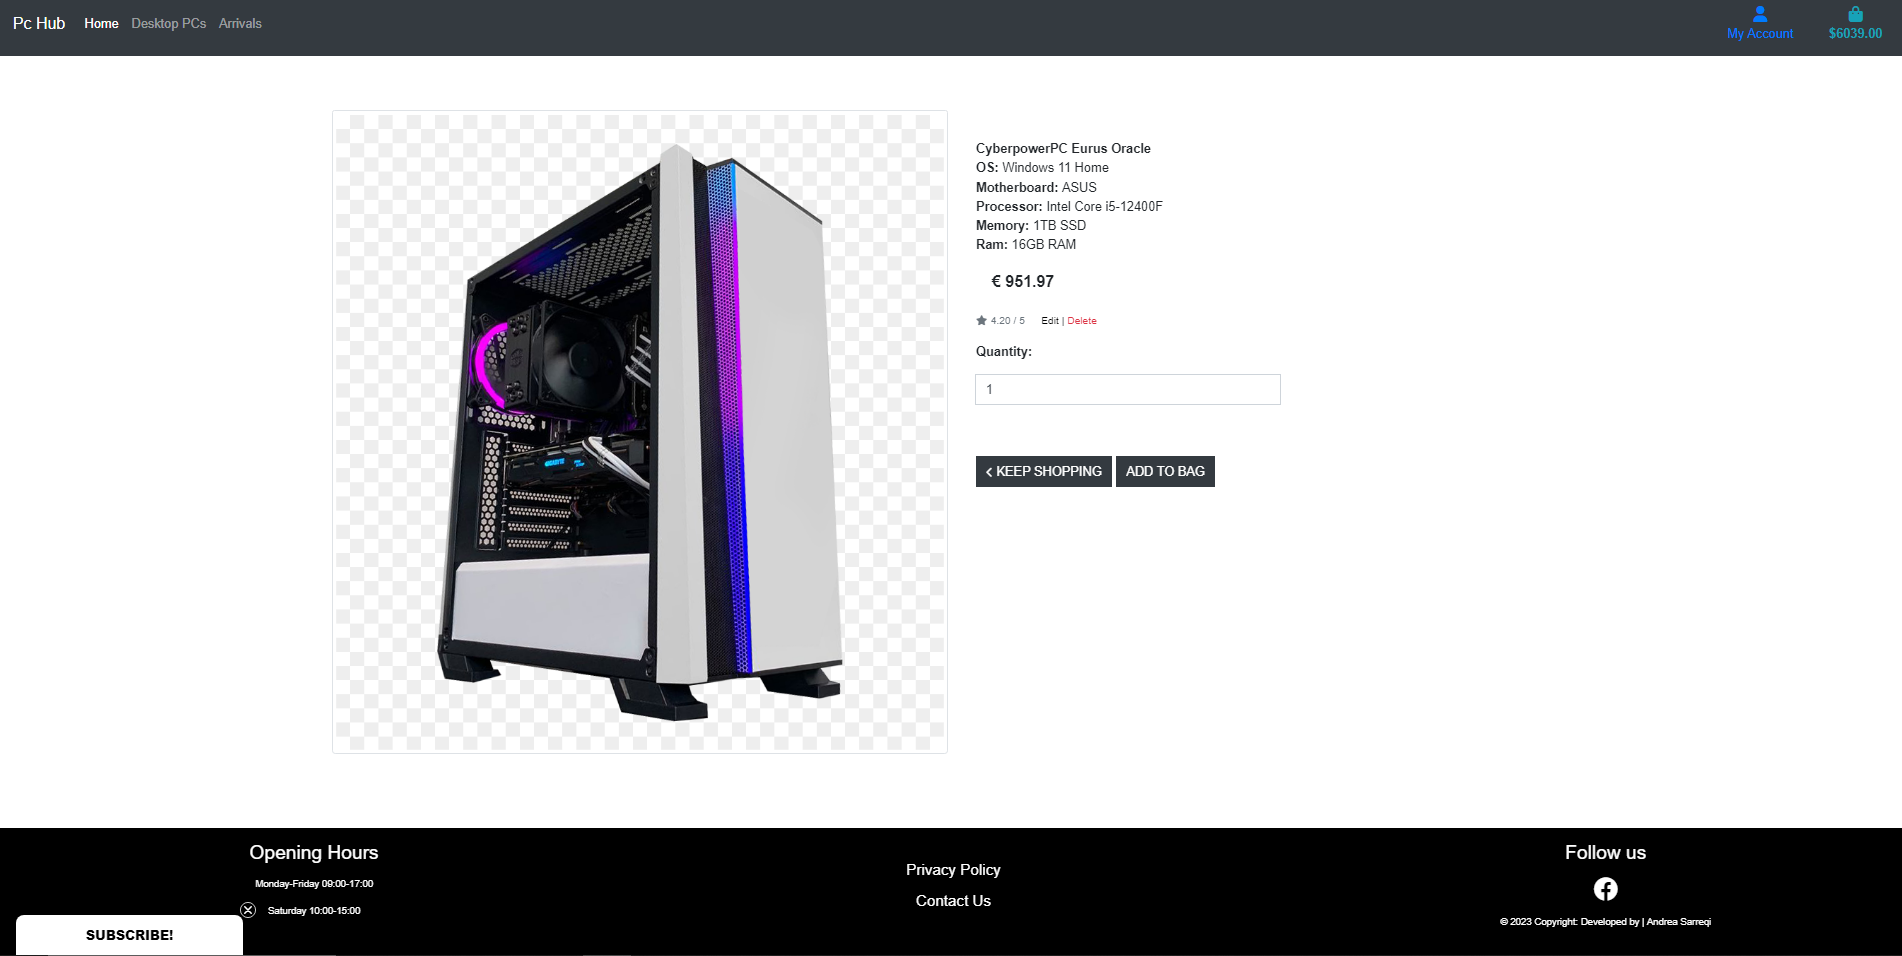 Pc Hub Home Desktop PCs Arrivals
My Account $6039.00
CyberpowerPC Eurus Oracle
OS: Windows 11 Home
Motherboard: ASUS
Processor: Intel Core i5-12400F
Memory: 1TB SSD
Ram: 16GB RAM
€ 951.97
4.20 / 5 Edit | Delete
Quantity:
1
KEEP SHOPPING ADD TO BAG
GIGABYTE
Opening Hours
Monday-Friday 09:00-17:00
Saturday 10:00-15:00
SUBSCRIBE!
Privacy Policy
Contact Us
Follow us
© 2023 Copyright: Developed by | Andrea Sarreqi